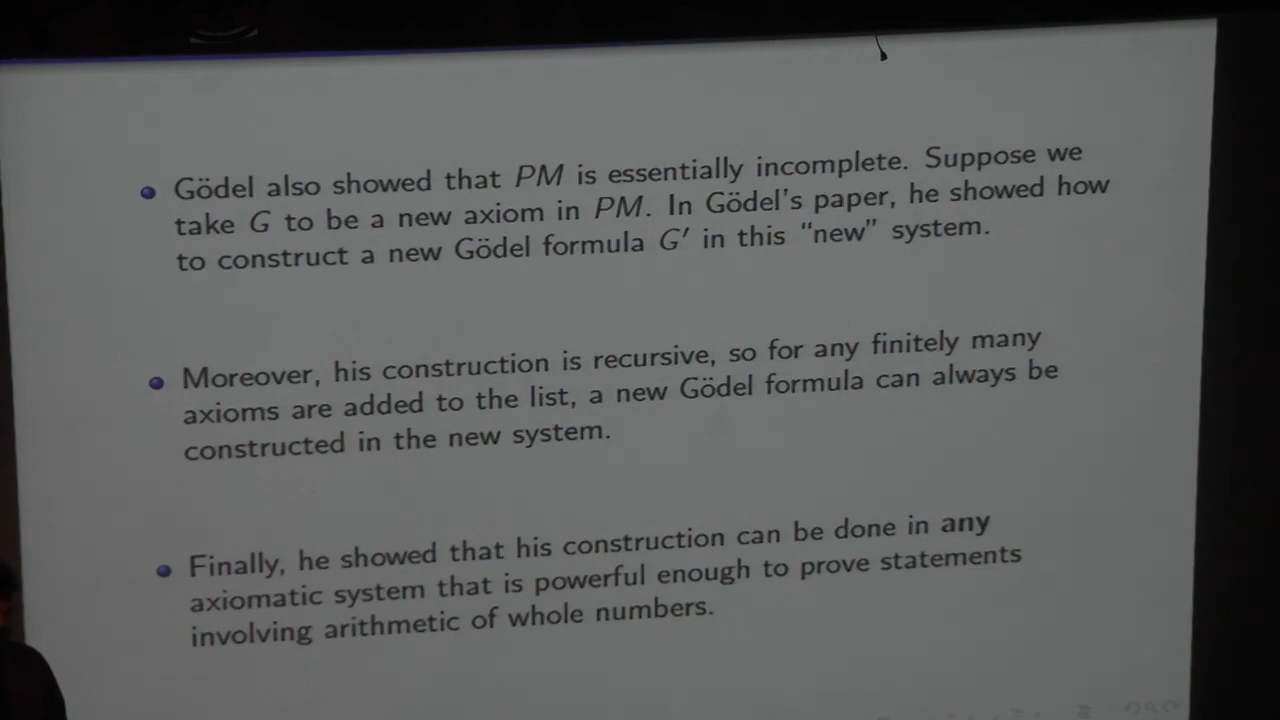 Gödel also showed that PM is essentially incomplete. Suppose we
take G to be a new axiom in PM. In Gödel's paper, he showed how
to construct a new Gödel formula G′ in this “new” system.
Moreover, his construction is recursive, so for any finitely many
axioms are added to the list, a new Gödel formula can always be
constructed in the new system.
Finally, he showed that his construction can be done in any
axiomatic system that is powerful enough to prove statements
involving arithmetic of whole numbers.